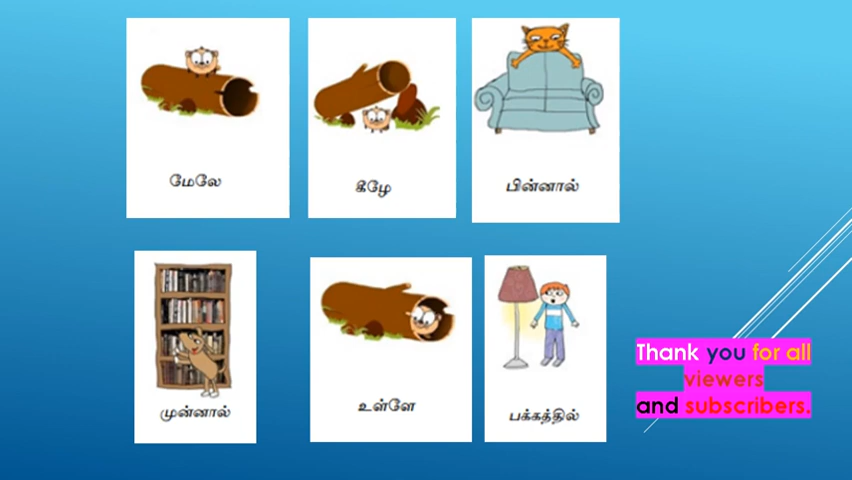 மேலே
கீழே
பின்னால்
முன்னால்
உள்ளே
பக்கத்தில்
Thank you for all
viewers
and subscribers.